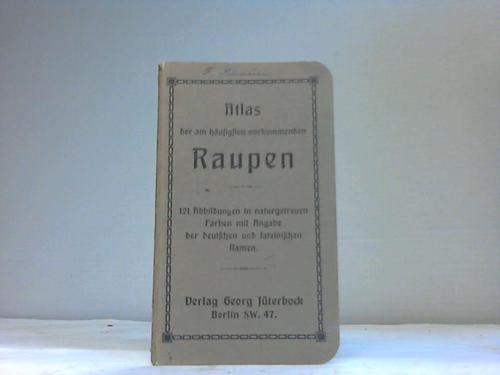 Atlas
der am häufigsten vorkommenden
Raupen
121 Abbildungen in naturgetreuen
Farben mit Angabe
der deutschen und lateinischen
Namen.
Verlag Georg Jüterbock
Berlin SW. 47.